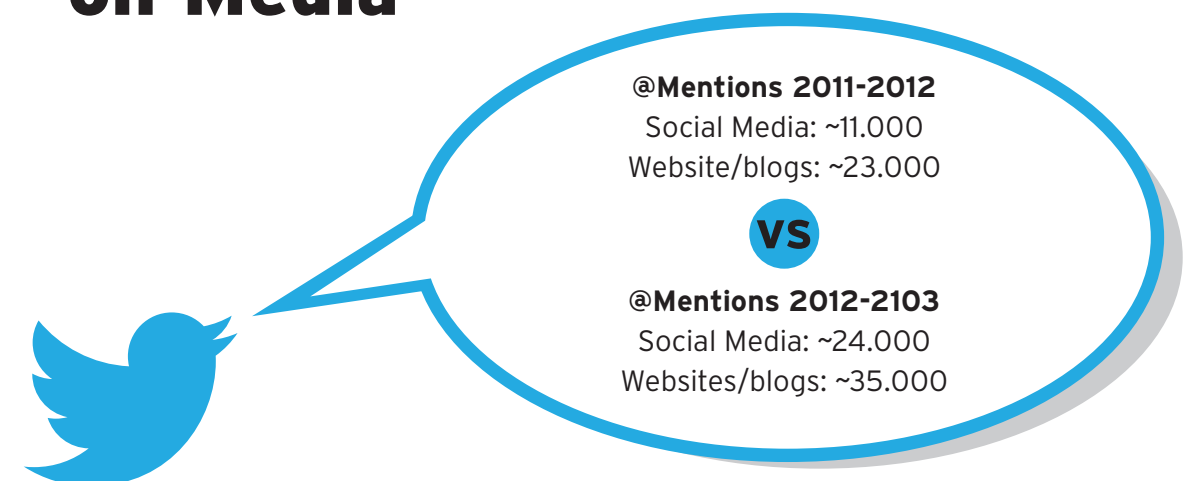 on Media
@Mentions 2011-2012
Social Media: ~11.000
Website/blogs: ~23.000
VS
@Mentions 2012-2103
Social Media: ~24.000
Websites/blogs: ~35.000